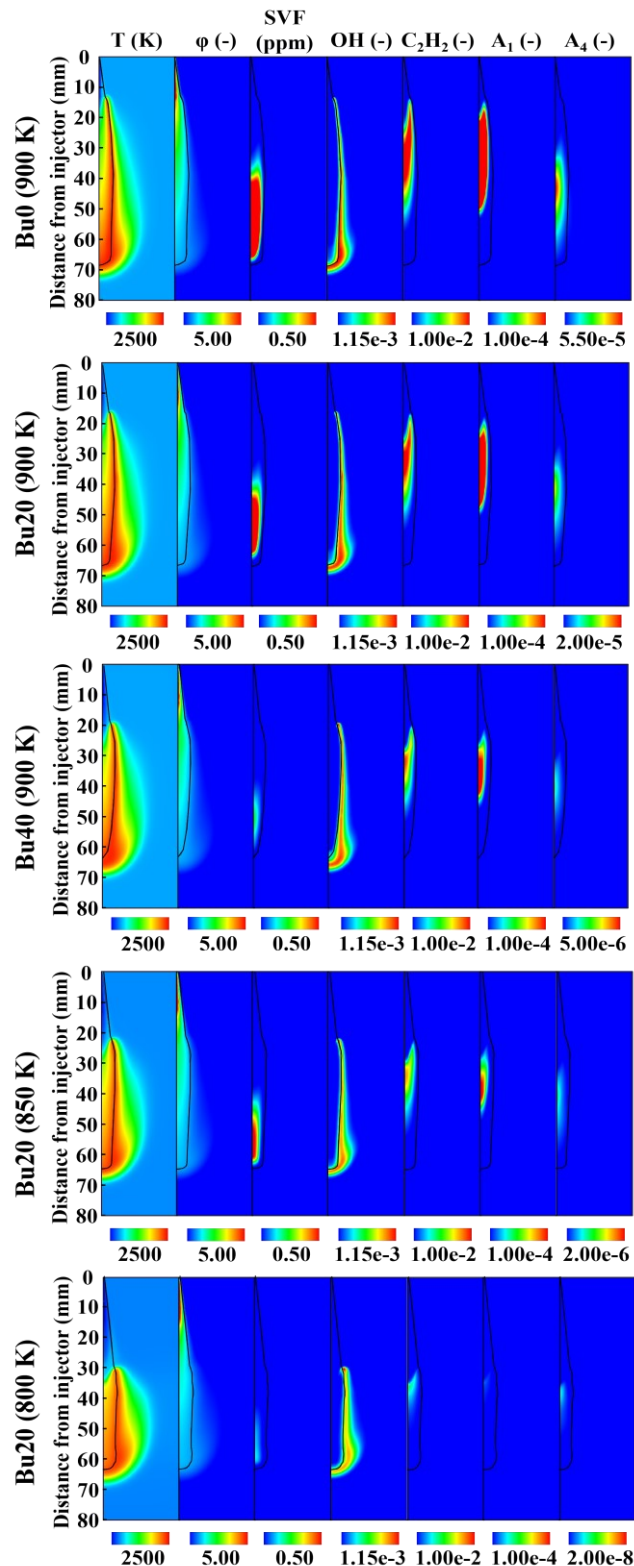 SVF
T (K) φ (-) (ppm) OH (-) C₂H₂ (-) A₁ (-) A₄ (-)
Bu0 (900 K)
Distance from injector (mm)
0
10
20
30
40
50
60
70
80
2500 5.00 0.50 1.15e-3 1.00e-2 1.00e-4 5.50e-5
Bu20 (900 K)
Distance from injector (mm)
0
10
20
30
40
50
60
70
80
2500 5.00 0.50 1.15e-3 1.00e-2 1.00e-4 2.00e-5
Bu40 (900 K)
Distance from injector (mm)
0
10
20
30
40
50
60
70
80
2500 5.00 0.50 1.15e-3 1.00e-2 1.00e-4 5.00e-6
Bu20 (850 K)
Distance from injector (mm)
0
10
20
30
40
50
60
70
80
2500 5.00 0.50 1.15e-3 1.00e-2 1.00e-4 2.00e-6
Bu20 (800 K)
Distance from injector (mm)
0
10
20
30
40
50
60
70
80
2500 5.00 0.50 1.15e-3 1.00e-2 1.00e-4 2.00e-8